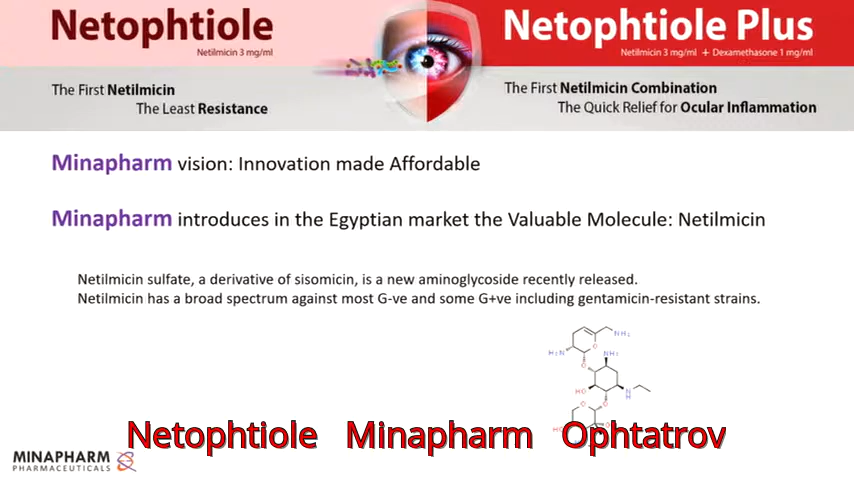 Netophtiole
Netilmicin 3 mg/ml
The First Netilmicin
The Least Resistance
Netophtiole Plus
Netilmicin 3 mg/ml + Dexamethasone 1 mg/ml
The First Netilmicin Combination
The Quick Relief for Ocular Inflammation
Minapharm vision: Innovation made Affordable
Minapharm introduces in the Egyptian market the Valuable Molecule: Netilmicin
Netilmicin sulfate, a derivative of sisomicin, is a new aminoglycoside recently released.
Netilmicin has a broad spectrum against most G-ve and some G+ve including gentamicin-resistant strains.
NH₂
H₂N
NH₂
O
O
HO
N
H
O
O
HO
Netophtiole Minapharm Ophtatrov
MINAPHARM
PHARMACEUTICALS